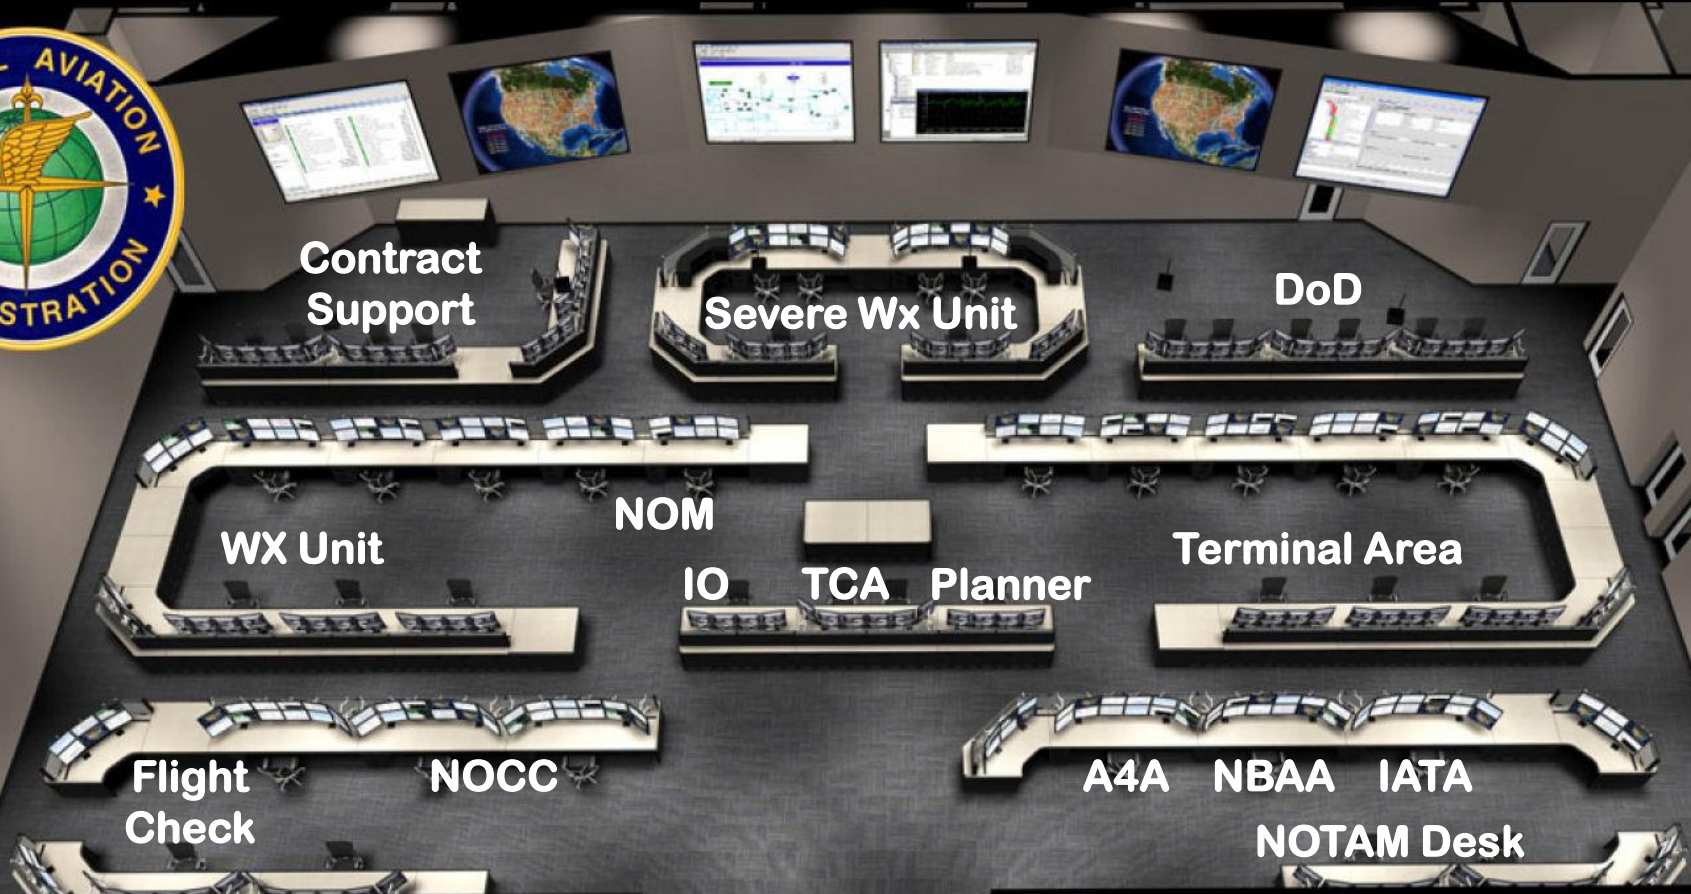 L AVIATION
STRATION
Contract
Support
Severe Wx Unit
DoD
WX Unit
NOM
IO
TCA
Planner
Terminal Area
Flight
Check
NOCC
A4A
NBAA
IATA
NOTAM Desk